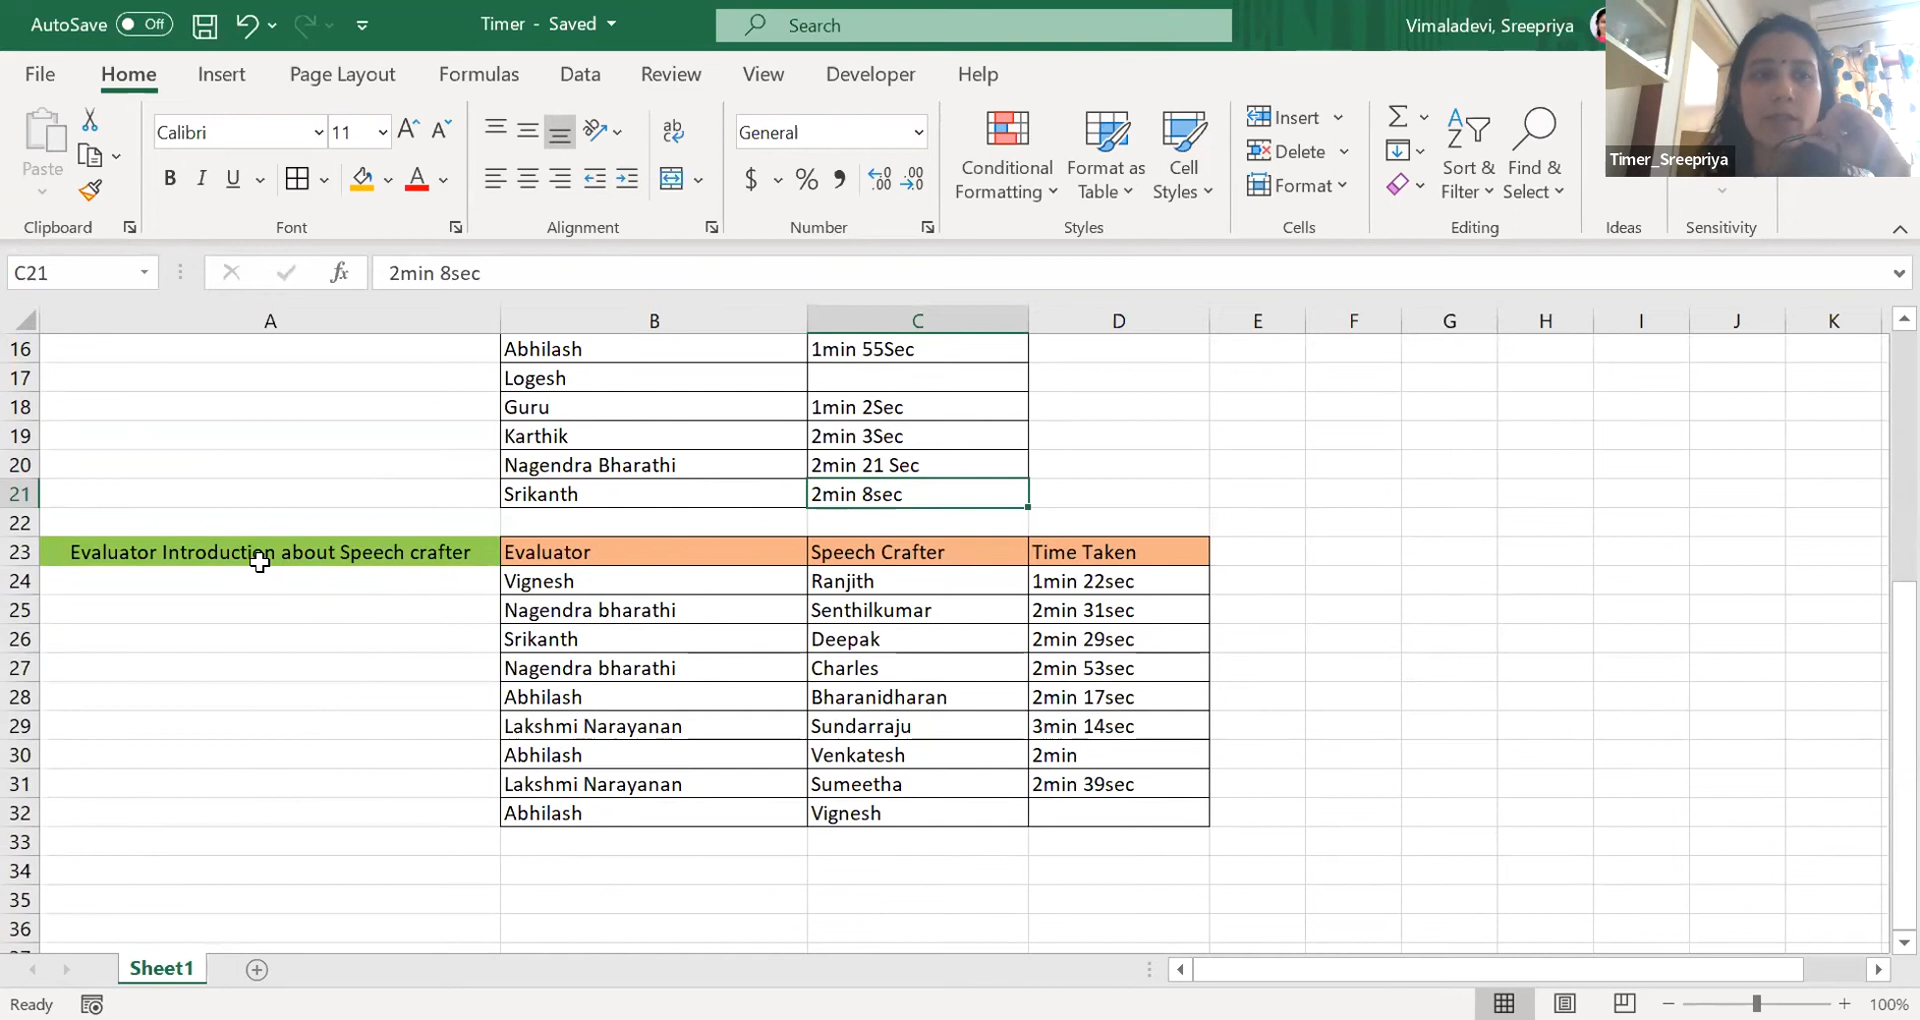 AutoSave Off Timer - Saved Search Vimaladevi, Sreepriya
File Home Insert Page Layout Formulas Data Review View Developer Help
Timer_Sreepriya
Paste
Calibri 11
B I U A
ab
General
$ % 9
Conditional Formatting
Format as Table
Cell Styles
Insert
Delete
Format
Sort & Filter
Find & Select
Clipboard Font Alignment Number Styles Cells Editing Ideas Sensitivity
C21 fx 2min 8sec
A B C D E F G H I J K
16 Abhilash 1min 55Sec
17 Logesh
18 Guru 1min 2Sec
19 Karthik 2min 3Sec
20 Nagendra Bharathi 2min 21 Sec
21 Srikanth 2min 8sec
22
23 Evaluator Introduction about Speech crafter Evaluator Speech Crafter Time Taken
24 Vignesh Ranjith 1min 22sec
25 Nagendra bharathi Senthilkumar 2min 31sec
26 Srikanth Deepak 2min 29sec
27 Nagendra bharathi Charles 2min 53sec
28 Abhilash Bharanidharan 2min 17sec
29 Lakshmi Narayanan Sundarraju 3min 14sec
30 Abhilash Venkatesh 2min
31 Lakshmi Narayanan Sumeetha 2min 39sec
32 Abhilash Vignesh
33
34
35
36
Sheet1
Ready 100%